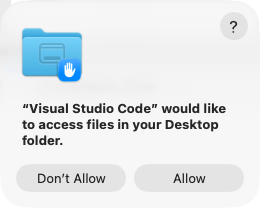 ?
“Visual Studio Code” would like
to access files in your Desktop
folder.
Don’t Allow
Allow